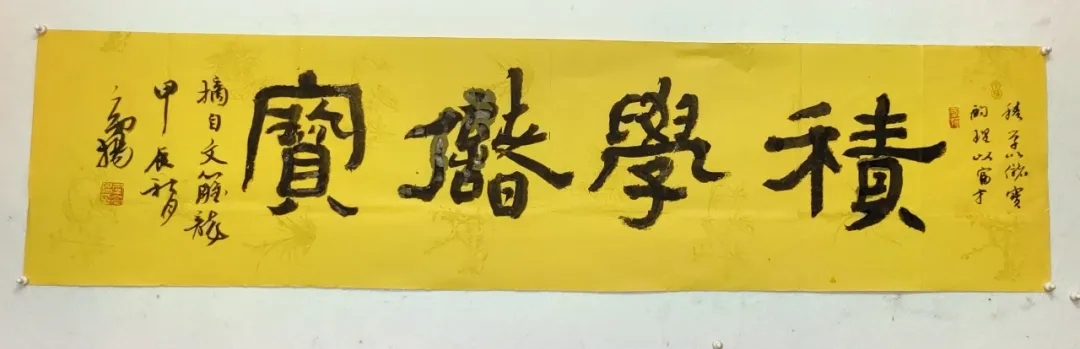 積学以儲寶
酌理以富才
積學儲寶
摘自文心雕龍
甲辰